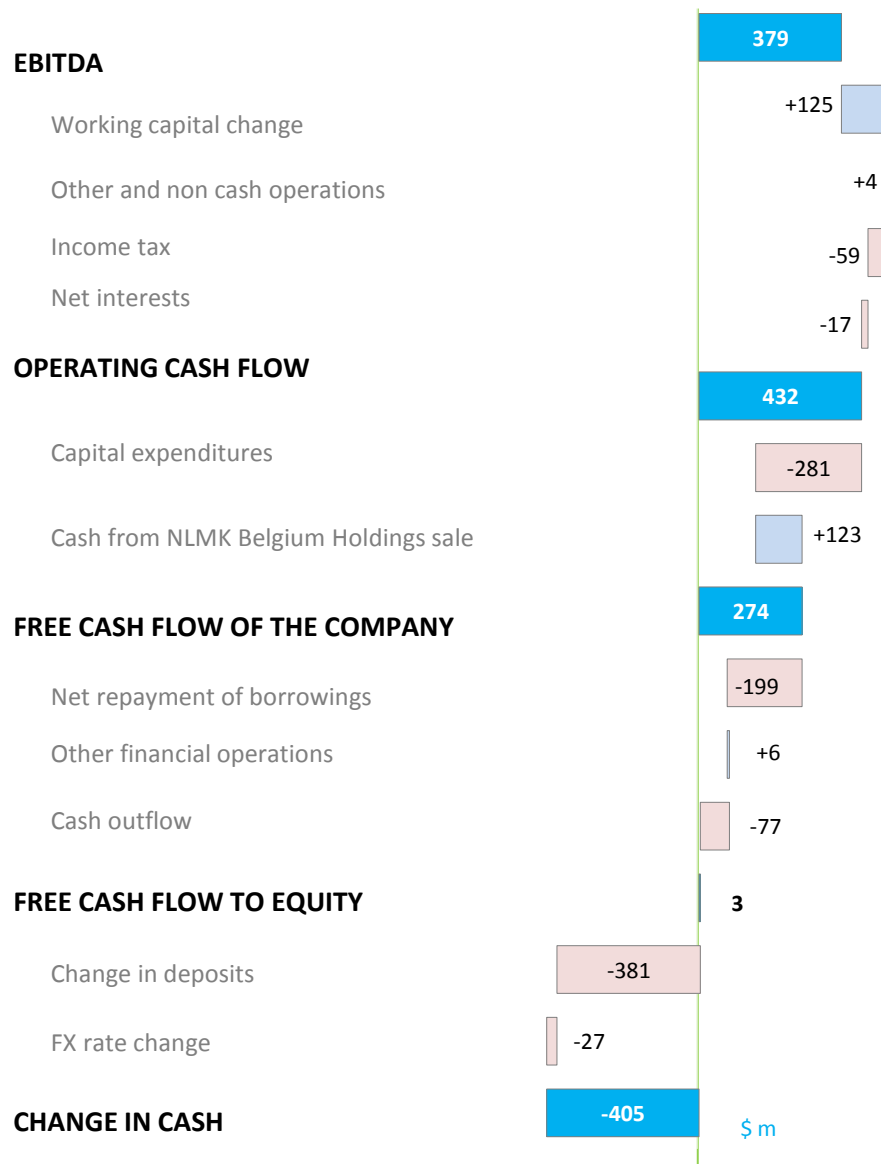 379
EBITDA
+125
Working capital change
+4
Other and non cash operations
Income tax
-59
Net interests
-17
OPERATING CASH FLOW
432
Capital expenditures
-281
Cash from NLMK Belgium Holdings sale
+123
FREE CASH FLOW OF THE COMPANY
274
Net repayment of borrowings
-199
Other financial operations
+6
Cash outflow
-77
FREE CASH FLOW TO EQUITY
3
Change in deposits
-381
FX rate change
-27
CHANGE IN CASH
-405
$ m